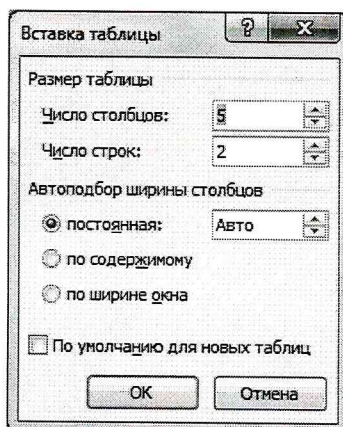 Вставка таблицы
Размер таблицы
Число столбцов: 5
Число строк: 2
Автоподбор ширины столбцов
постоянная: Авто
по содержимому
по ширине окна
По умолчанию для новых таблиц
ОК Отмена